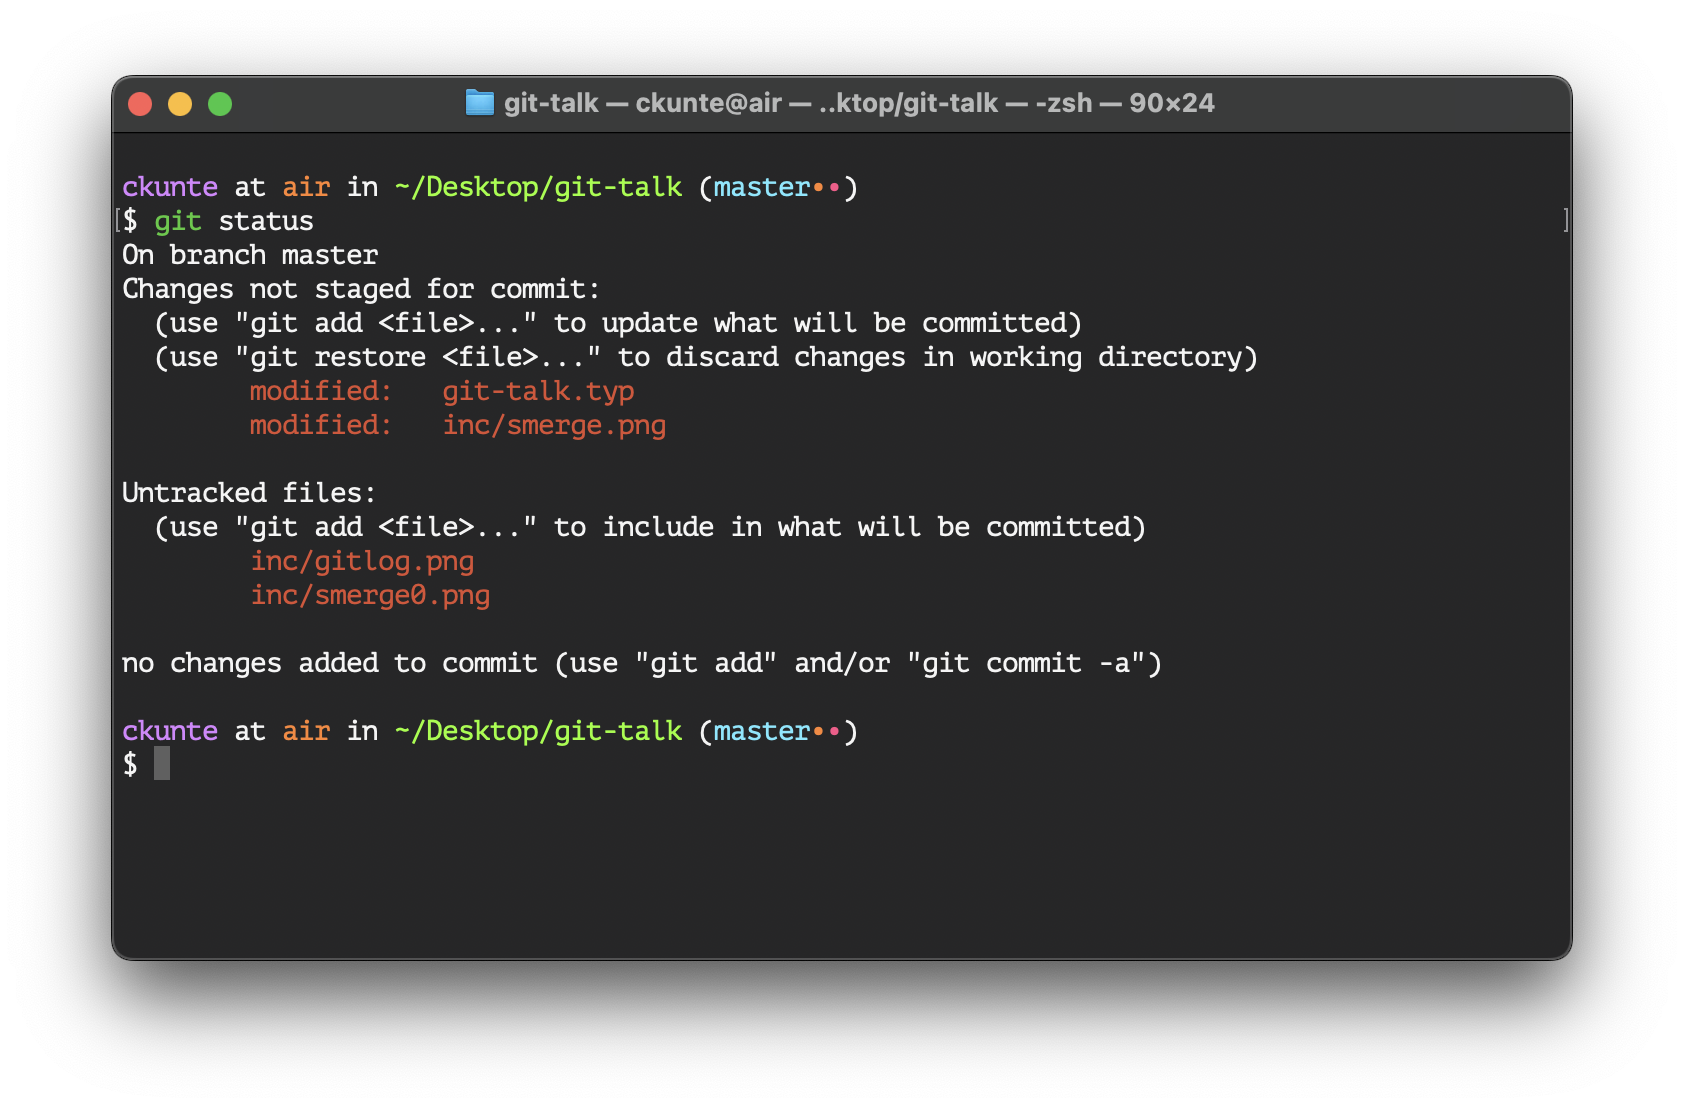 git-talk — ckunte@air — ..ktop/git-talk — -zsh — 90×24
ckunte at air in ~/Desktop/git-talk (master••)
[$ git status ]
On branch master
Changes not staged for commit:
  (use "git add <file>..." to update what will be committed)
  (use "git restore <file>..." to discard changes in working directory)
        modified:   git-talk.typ
        modified:   inc/smerge.png
Untracked files:
  (use "git add <file>..." to include in what will be committed)
        inc/gitlog.png
        inc/smerge0.png
no changes added to commit (use "git add" and/or "git commit -a")
ckunte at air in ~/Desktop/git-talk (master••)
$